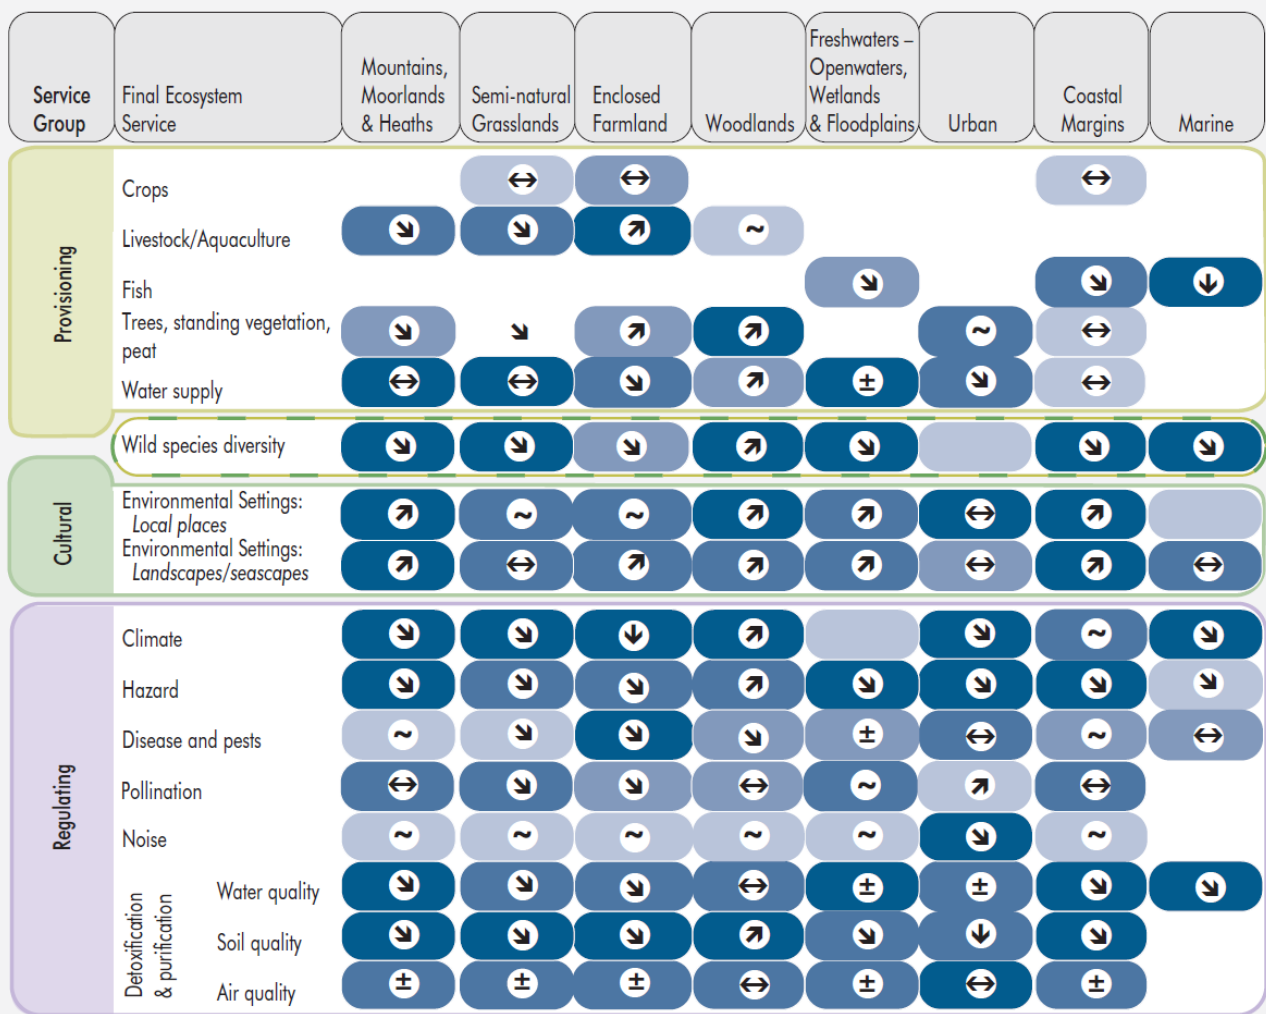 Service
Group
Final Ecosystem
Service
Mountains,
Moorlands
& Heaths
Semi-natural
Grasslands
Enclosed
Farmland
Woodlands
Freshwaters –
Openwaters,
Wetlands
& Floodplains
Urban
Coastal
Margins
Marine
Provisioning
Crops
Livestock/Aquaculture
Fish
Trees, standing vegetation,
peat
Water supply
Wild species diversity
Cultural
Environmental Settings:
Local places
Environmental Settings:
Landscapes/seascapes
Regulating
Climate
Hazard
Disease and pests
Pollination
Noise
Detoxification
& purification
Water quality
Soil quality
Air quality